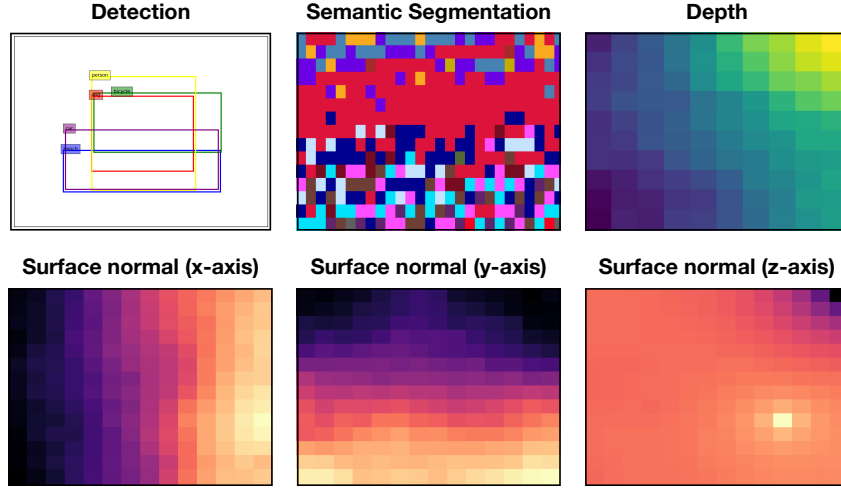 Detection
Semantic Segmentation
Depth
person
bicycle
car
Surface normal (x-axis)
Surface normal (y-axis)
Surface normal (z-axis)